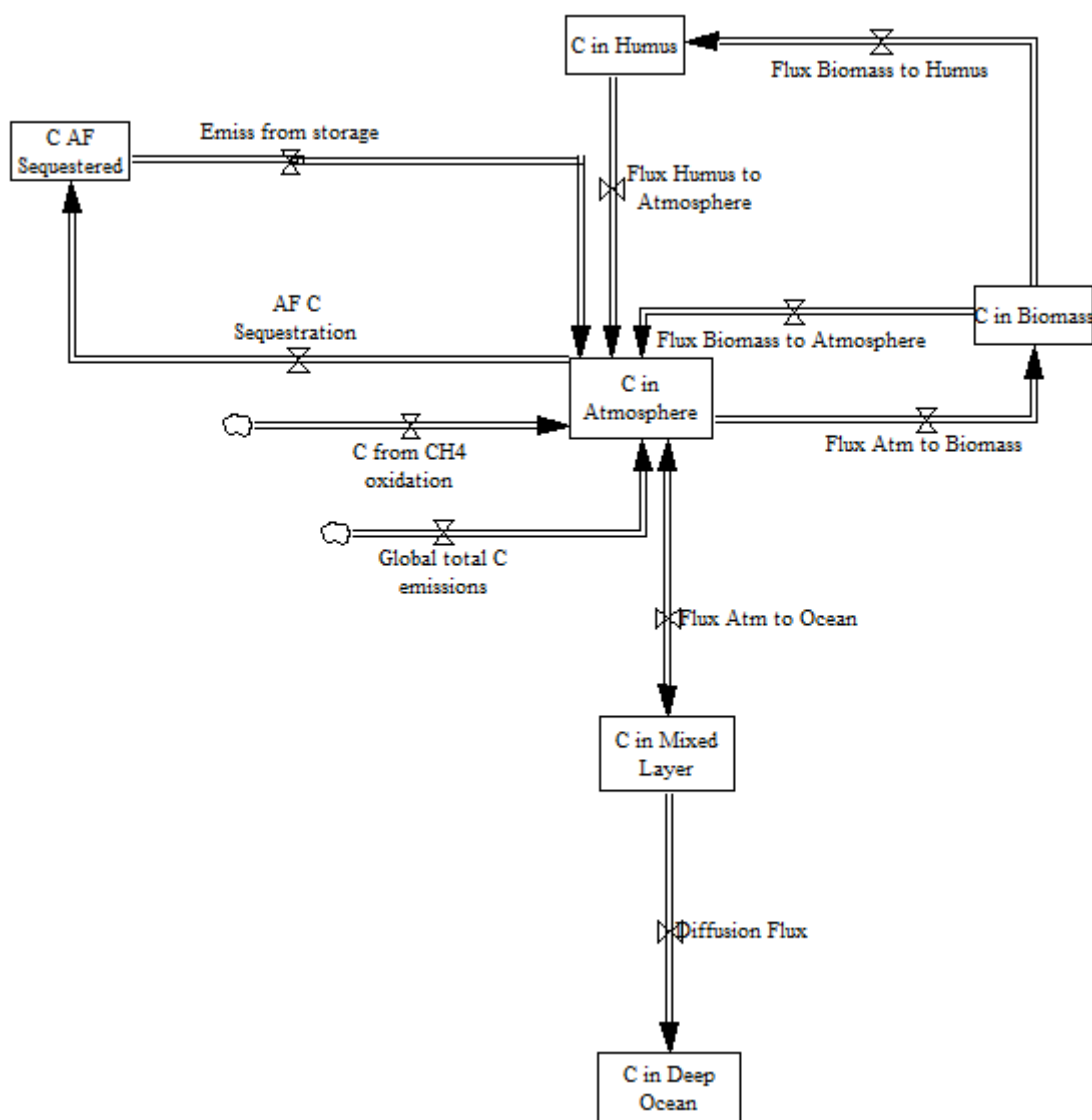 C in Humus
Flux Biomass to Humus
C AF
Sequestered
Emiss from storage
Flux Humus to
Atmosphere
AF C
Sequestration
C in Biomass
Flux Biomass to Atmosphere
C in
Atmosphere
Flux Atm to Biomass
C from CH4
oxidation
Global total C
emissions
Flux Atm to Ocean
C in Mixed
Layer
Diffusion Flux
C in Deep
Ocean